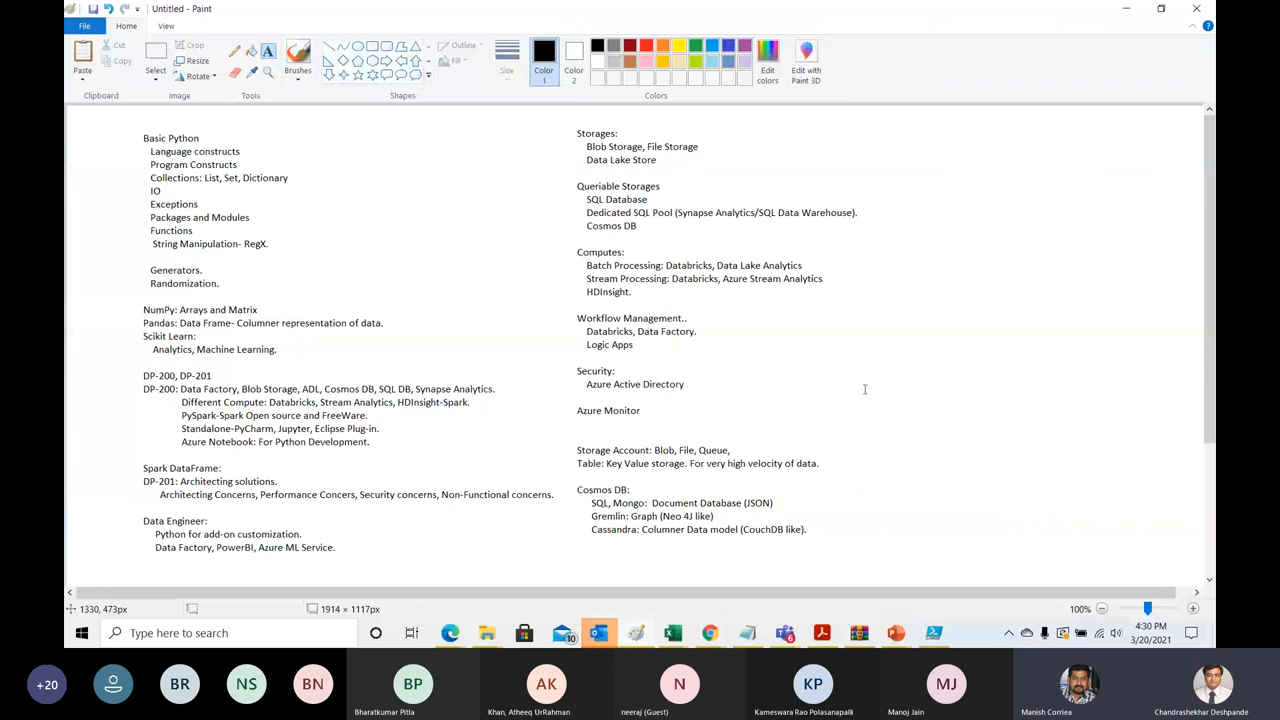 Untitled - Paint
File
Home
View
Paste
Cut
Copy
Clipboard
Select
Crop
Resize
Rotate
Image
Tools
Brushes
Shapes
Outline
Fill
Size
Color 1
Color 2
Edit colors
Edit with Paint 3D
Colors
Basic Python
Language constructs
Program Constructs
Collections: List, Set, Dictionary
IO
Exceptions
Packages and Modules
Functions
String Manipulation- RegX.
Generators.
Randomization.
NumPy: Arrays and Matrix
Pandas: Data Frame- Columner representation of data.
Scikit Learn:
Analytics, Machine Learning.
DP-200, DP-201
DP-200: Data Factory, Blob Storage, ADL, Cosmos DB, SQL DB, Synapse Analytics.
Different Compute: Databricks, Stream Analytics, HDInsight-Spark.
PySpark-Spark Open source and FreeWare.
Standalone-PyCharm, Jupyter, Eclipse Plug-in.
Azure Notebook: For Python Development.
Spark DataFrame:
DP-201: Architecting solutions.
Architecting Concerns, Performance Concers, Security concerns, Non-Functional concerns.
Data Engineer:
Python for add-on customization.
Data Factory, PowerBI, Azure ML Service.
Storages:
Blob Storage, File Storage
Data Lake Store
Queriable Storages
SQL Database
Dedicated SQL Pool (Synapse Analytics/SQL Data Warehouse).
Cosmos DB
Computes:
Batch Processing: Databricks, Data Lake Analytics
Stream Processing: Databricks, Azure Stream Analytics
HDInsight.
Workflow Management..
Databricks, Data Factory.
Logic Apps
Security:
Azure Active Directory
Azure Monitor
Storage Account: Blob, File, Queue,
Table: Key Value storage. For very high velocity of data.
Cosmos DB:
SQL, Mongo:  Document Database (JSON)
Gremlin: Graph (Neo 4J like)
Cassandra: Columner Data model (CouchDB like).
1330, 473px
1914 × 1117px
100%
Type here to search
10
6
4:30 PM
3/20/2021
+20
BR
NS
BN
BP
Bharatkumar Pitla
AK
Khan, Atheeq UrRahman
N
neeraj (Guest)
KP
Kameswara Rao Polasanapalli
MJ
Manoj Jain
Manish Corriea
Chandrashekhar Deshpande